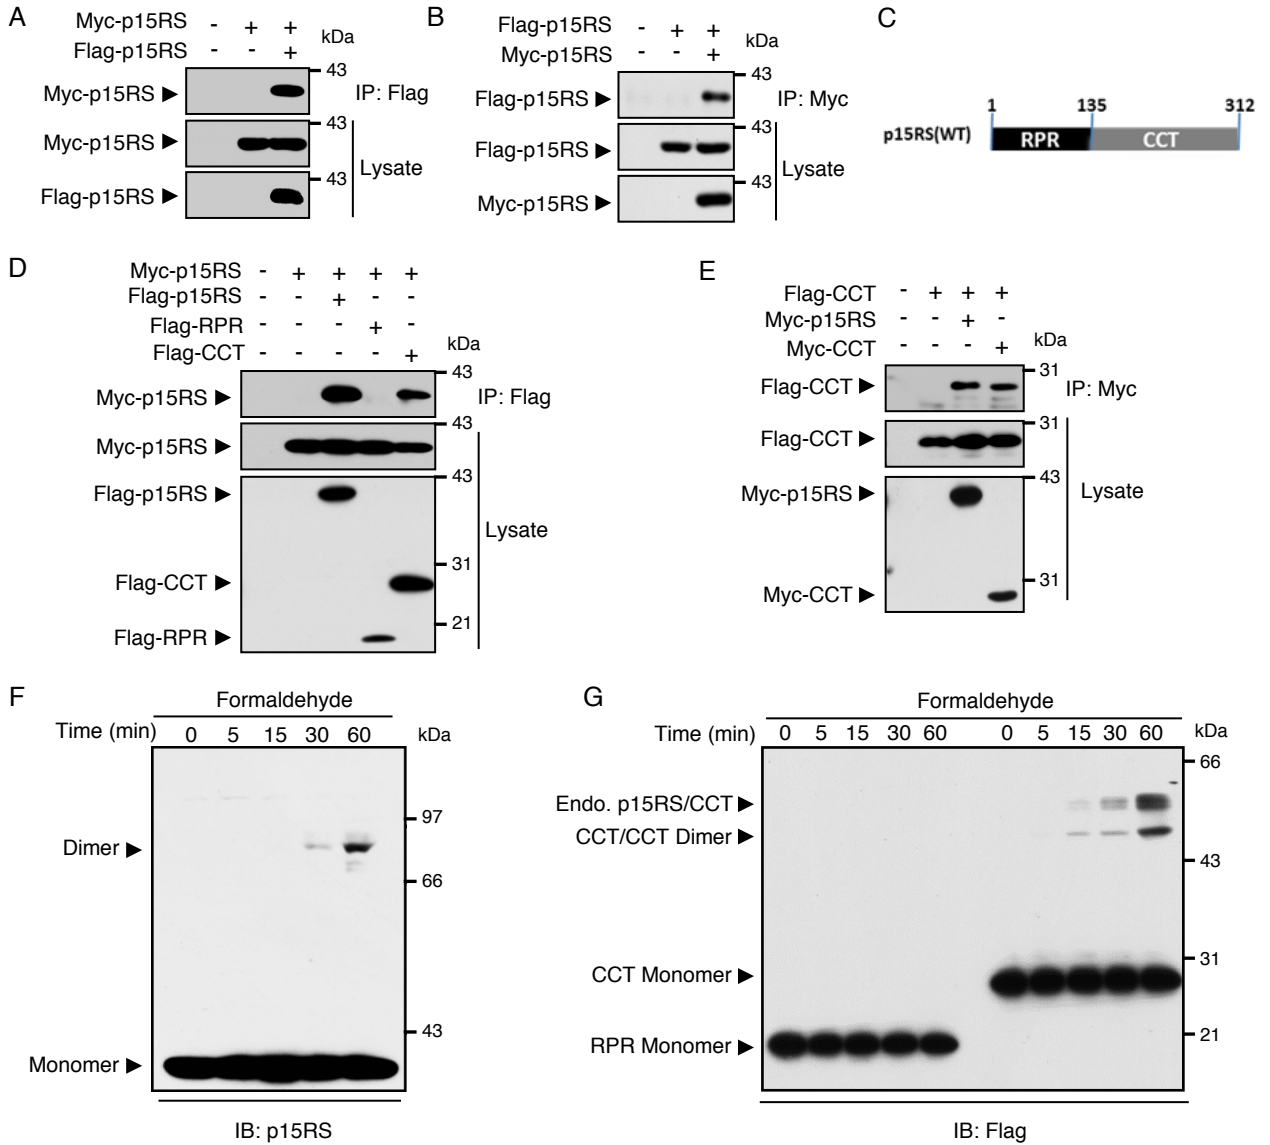 A
Myc-p15RS - + +
Flag-p15RS - - +
kDa
43
Myc-p15RS
IP: Flag
43
Myc-p15RS
Lysate
43
Flag-p15RS
B
Flag-p15RS - + +
Myc-p15RS - - +
kDa
43
Flag-p15RS
IP: Myc
43
Flag-p15RS
Lysate
43
Myc-p15RS
C
1 135 312
p15RS(WT) RPR CCT
D
Myc-p15RS - + + + +
Flag-p15RS - - + - -
Flag-RPR - - - + -
Flag-CCT - - - - +
kDa
43
Myc-p15RS
IP: Flag
43
Myc-p15RS
43
Flag-p15RS
Lysate
31
Flag-CCT
21
Flag-RPR
E
Flag-CCT - + + +
Myc-p15RS - - + -
Myc-CCT - - - +
kDa
31
Flag-CCT
IP: Myc
31
Flag-CCT
43
Myc-p15RS
Lysate
31
Myc-CCT
F
Formaldehyde
Time (min) 0 5 15 30 60 kDa
97
Dimer
66
43
Monomer
IB: p15RS
G
Formaldehyde
Time (min) 0 5 15 30 60 0 5 15 30 60 kDa
66
Endo. p15RS/CCT
CCT/CCT Dimer
43
31
CCT Monomer
21
RPR Monomer
IB: Flag